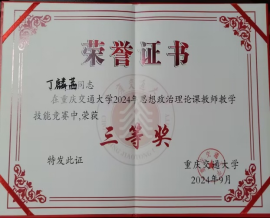 荣誉证书
丁麟茜同志
在重庆交通大学2024年思想政治理论课教师教学
技能竞赛中,荣获
三等奖
特发此证
重庆交通大学
2024年9月